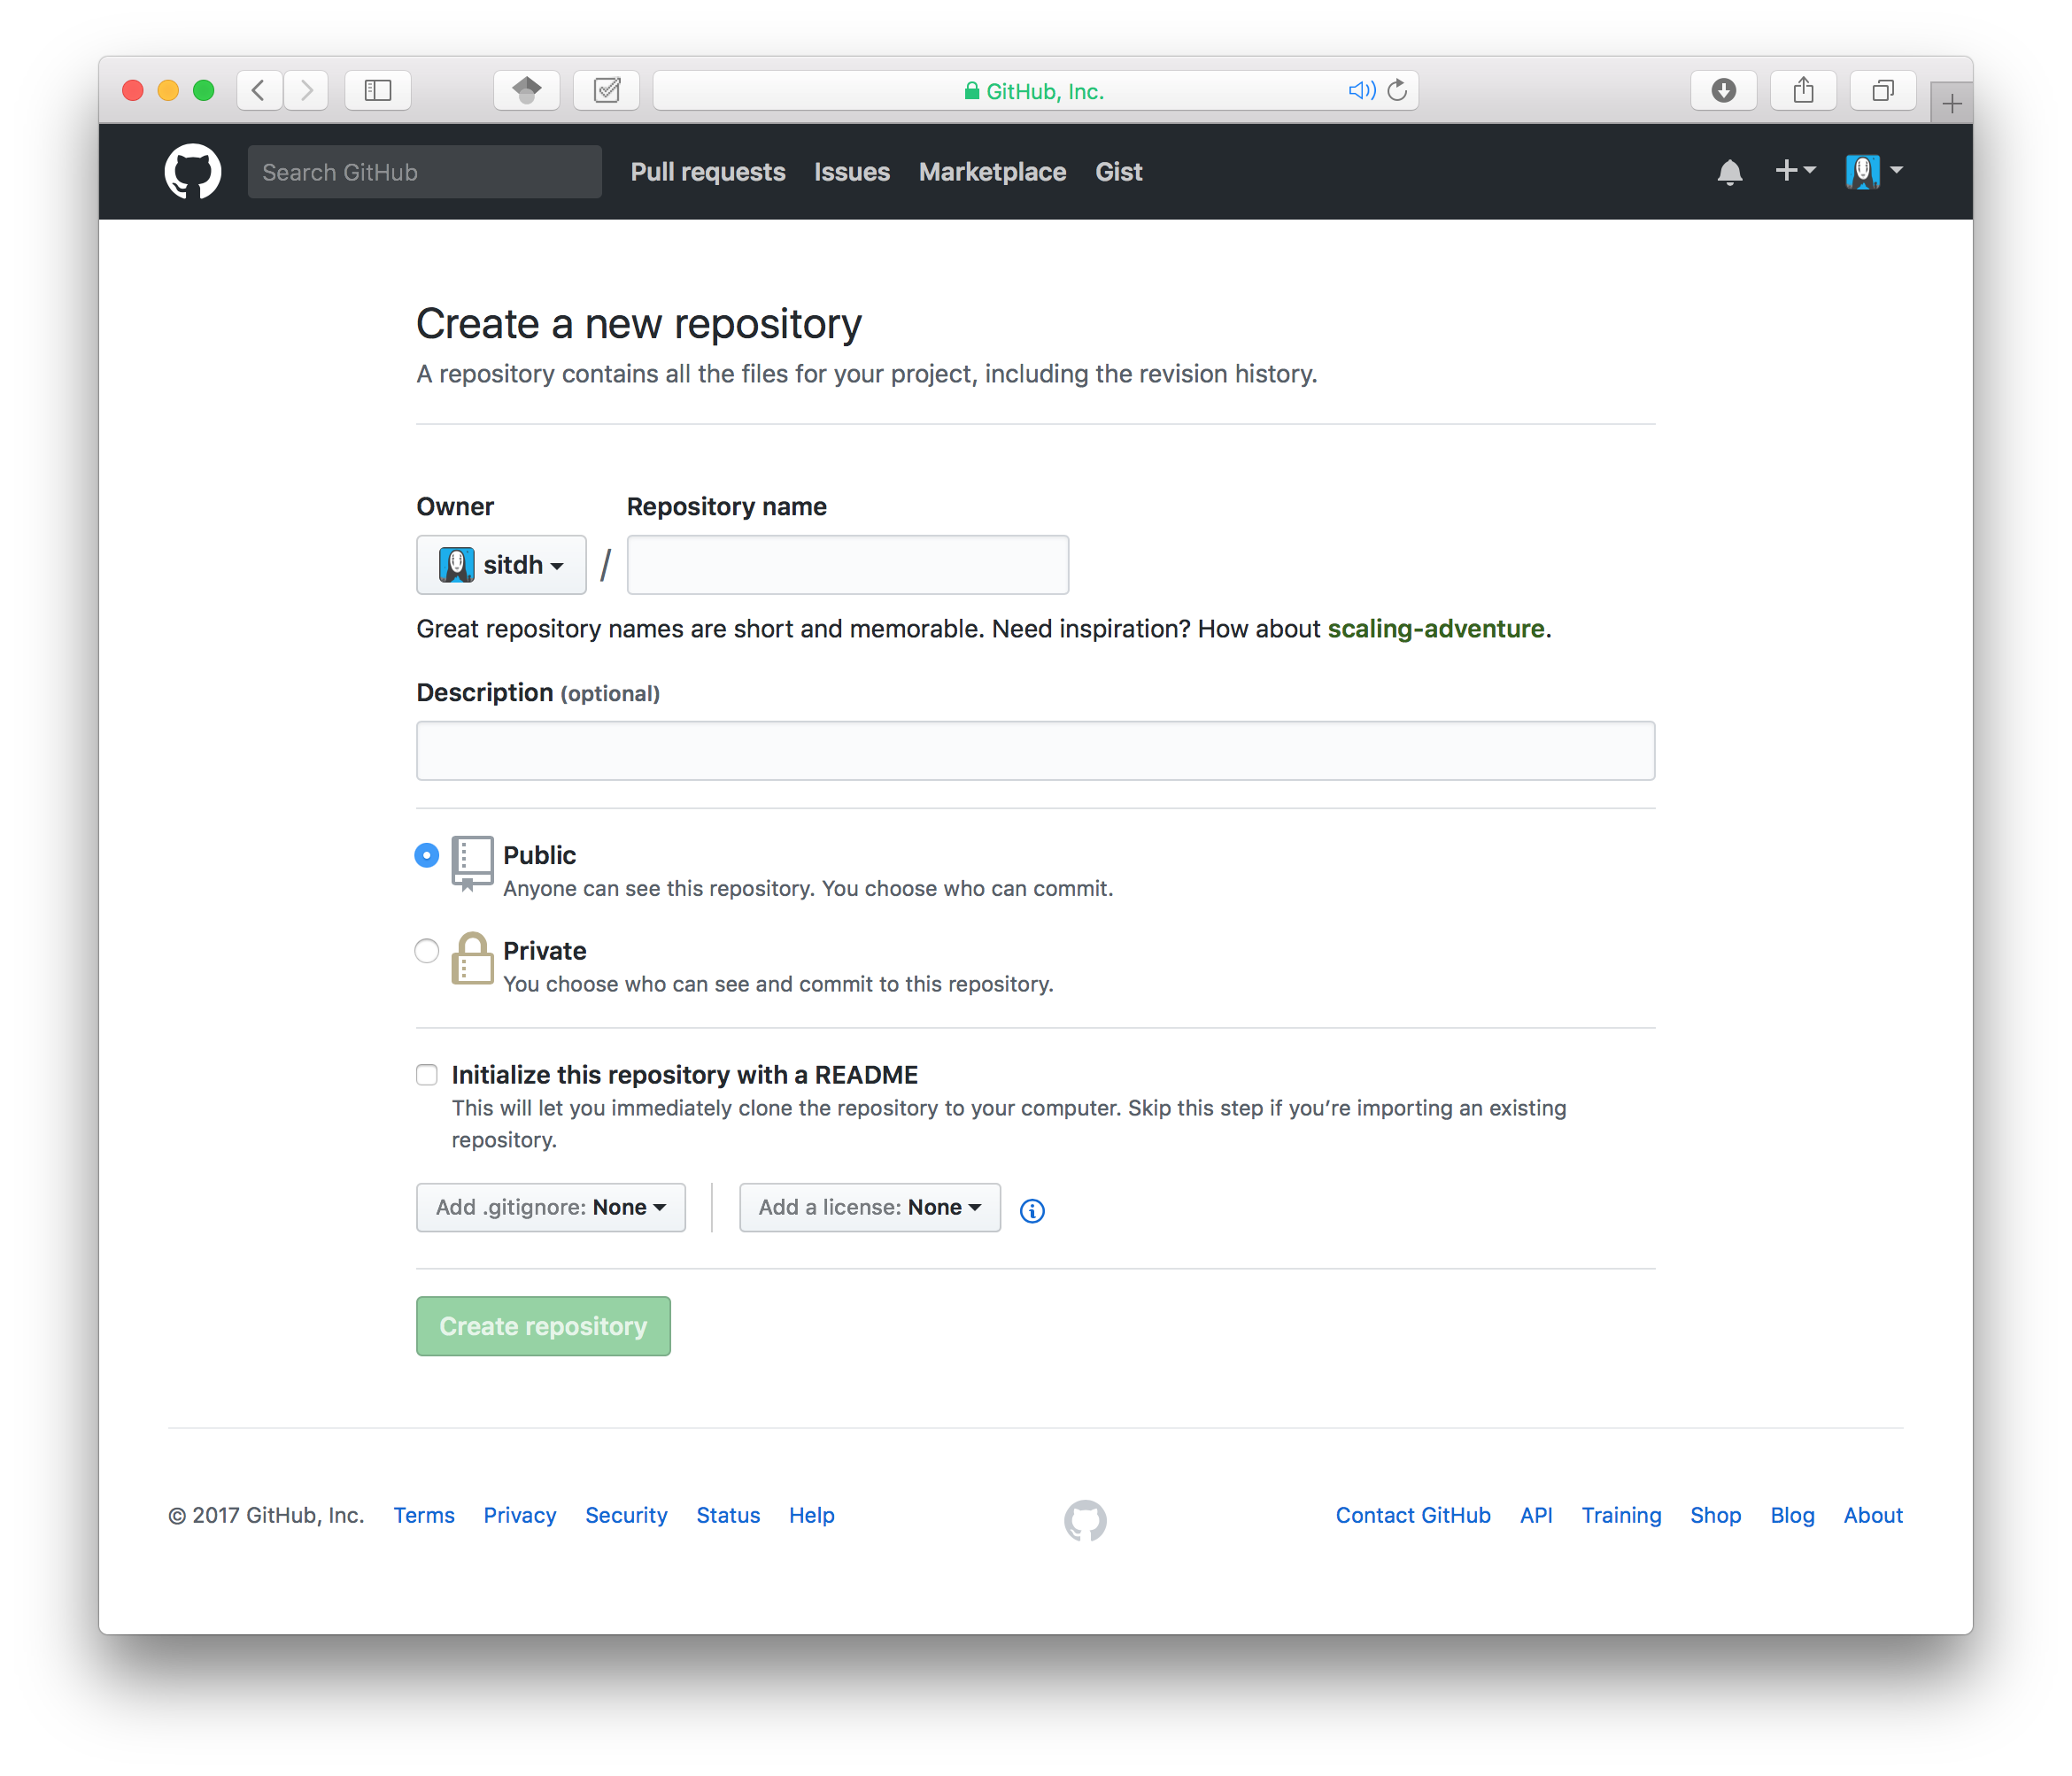 GitHub, Inc.
Search GitHub
Pull requests Issues Marketplace Gist
Create a new repository
A repository contains all the files for your project, including the revision history.
Owner Repository name
sitdh /
Great repository names are short and memorable. Need inspiration? How about scaling-adventure.
Description (optional)
Public
Anyone can see this repository. You choose who can commit.
Private
You choose who can see and commit to this repository.
Initialize this repository with a README
This will let you immediately clone the repository to your computer. Skip this step if you’re importing an existing
repository.
Add .gitignore: None Add a license: None
Create repository
© 2017 GitHub, Inc. Terms Privacy Security Status Help Contact GitHub API Training Shop Blog About